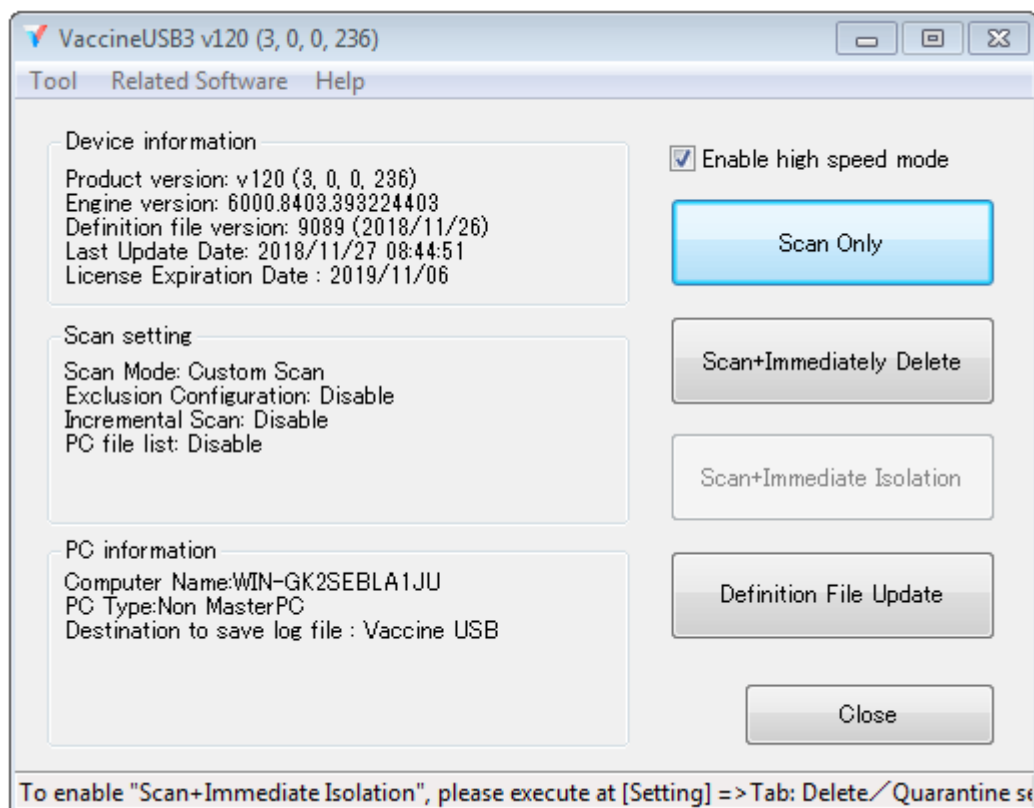 VaccineUSB3 v120 (3, 0, 0, 236)
Tool Related Software Help
Device information
Product version: v120 (3, 0, 0, 236)
Engine version: 6000.8403.393224403
Definition file version: 9089 (2018/11/26)
Last Update Date: 2018/11/27 08:44:51
License Expiration Date : 2019/11/06
Scan setting
Scan Mode: Custom Scan
Exclusion Configuration: Disable
Incremental Scan: Disable
PC file list: Disable
PC information
Computer Name:WIN-GK2SEBLA1JU
PC Type:Non MasterPC
Destination to save log file : Vaccine USB
Enable high speed mode
Scan Only
Scan+Immediately Delete
Scan+Immediate Isolation
Definition File Update
Close
To enable "Scan+Immediate Isolation", please execute at [Setting] =>Tab: Delete／Quarantine